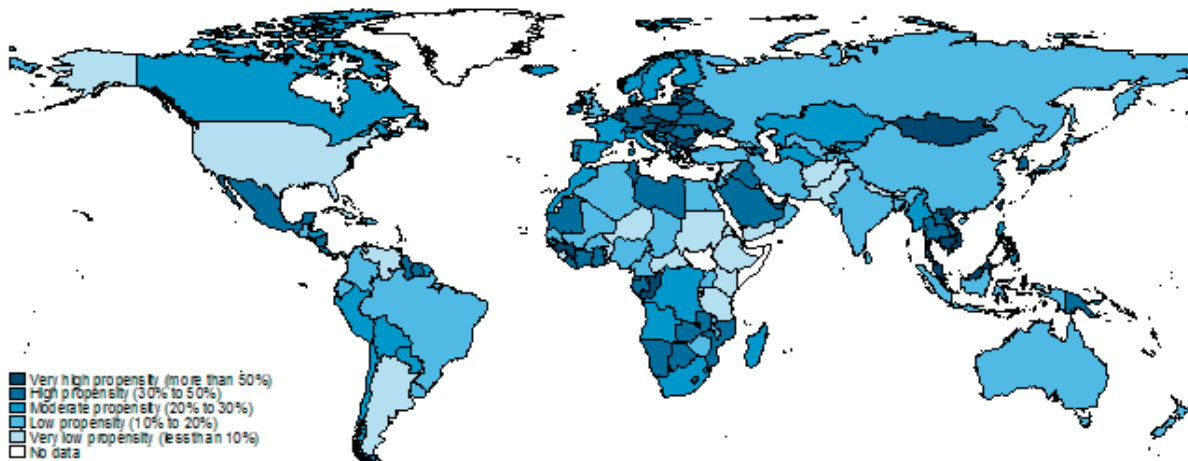 Very high propensity (more than 50%)
High propensity (30% to 50%)
Moderate propensity (20% to 30%)
Low propensity (10% to 20%)
Very low propensity (less than 10%)
No data